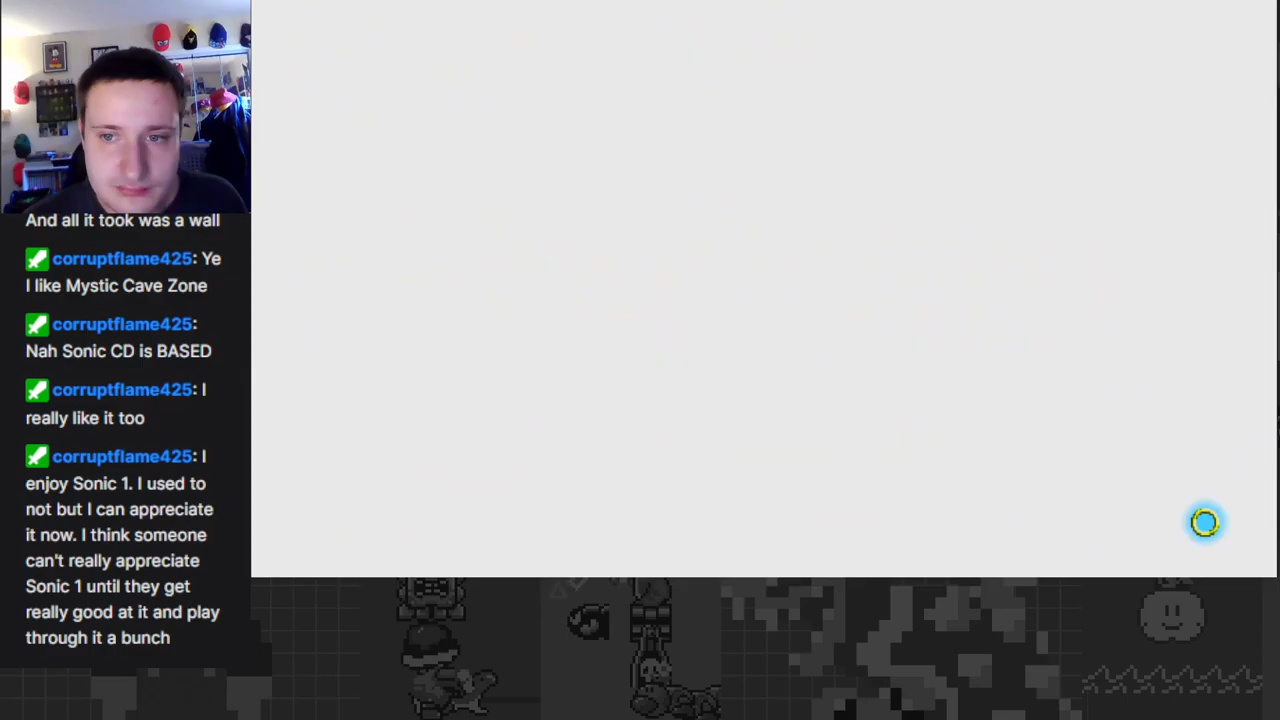 And all it took was a wall
corruptflame425: Ye
I like Mystic Cave Zone
corruptflame425:
Nah Sonic CD is BASED
corruptflame425: I
really like it too
corruptflame425: I
enjoy Sonic 1. I used to
not but I can appreciate
it now. I think someone
can't really appreciate
Sonic 1 until they get
really good at it and play
through it a bunch